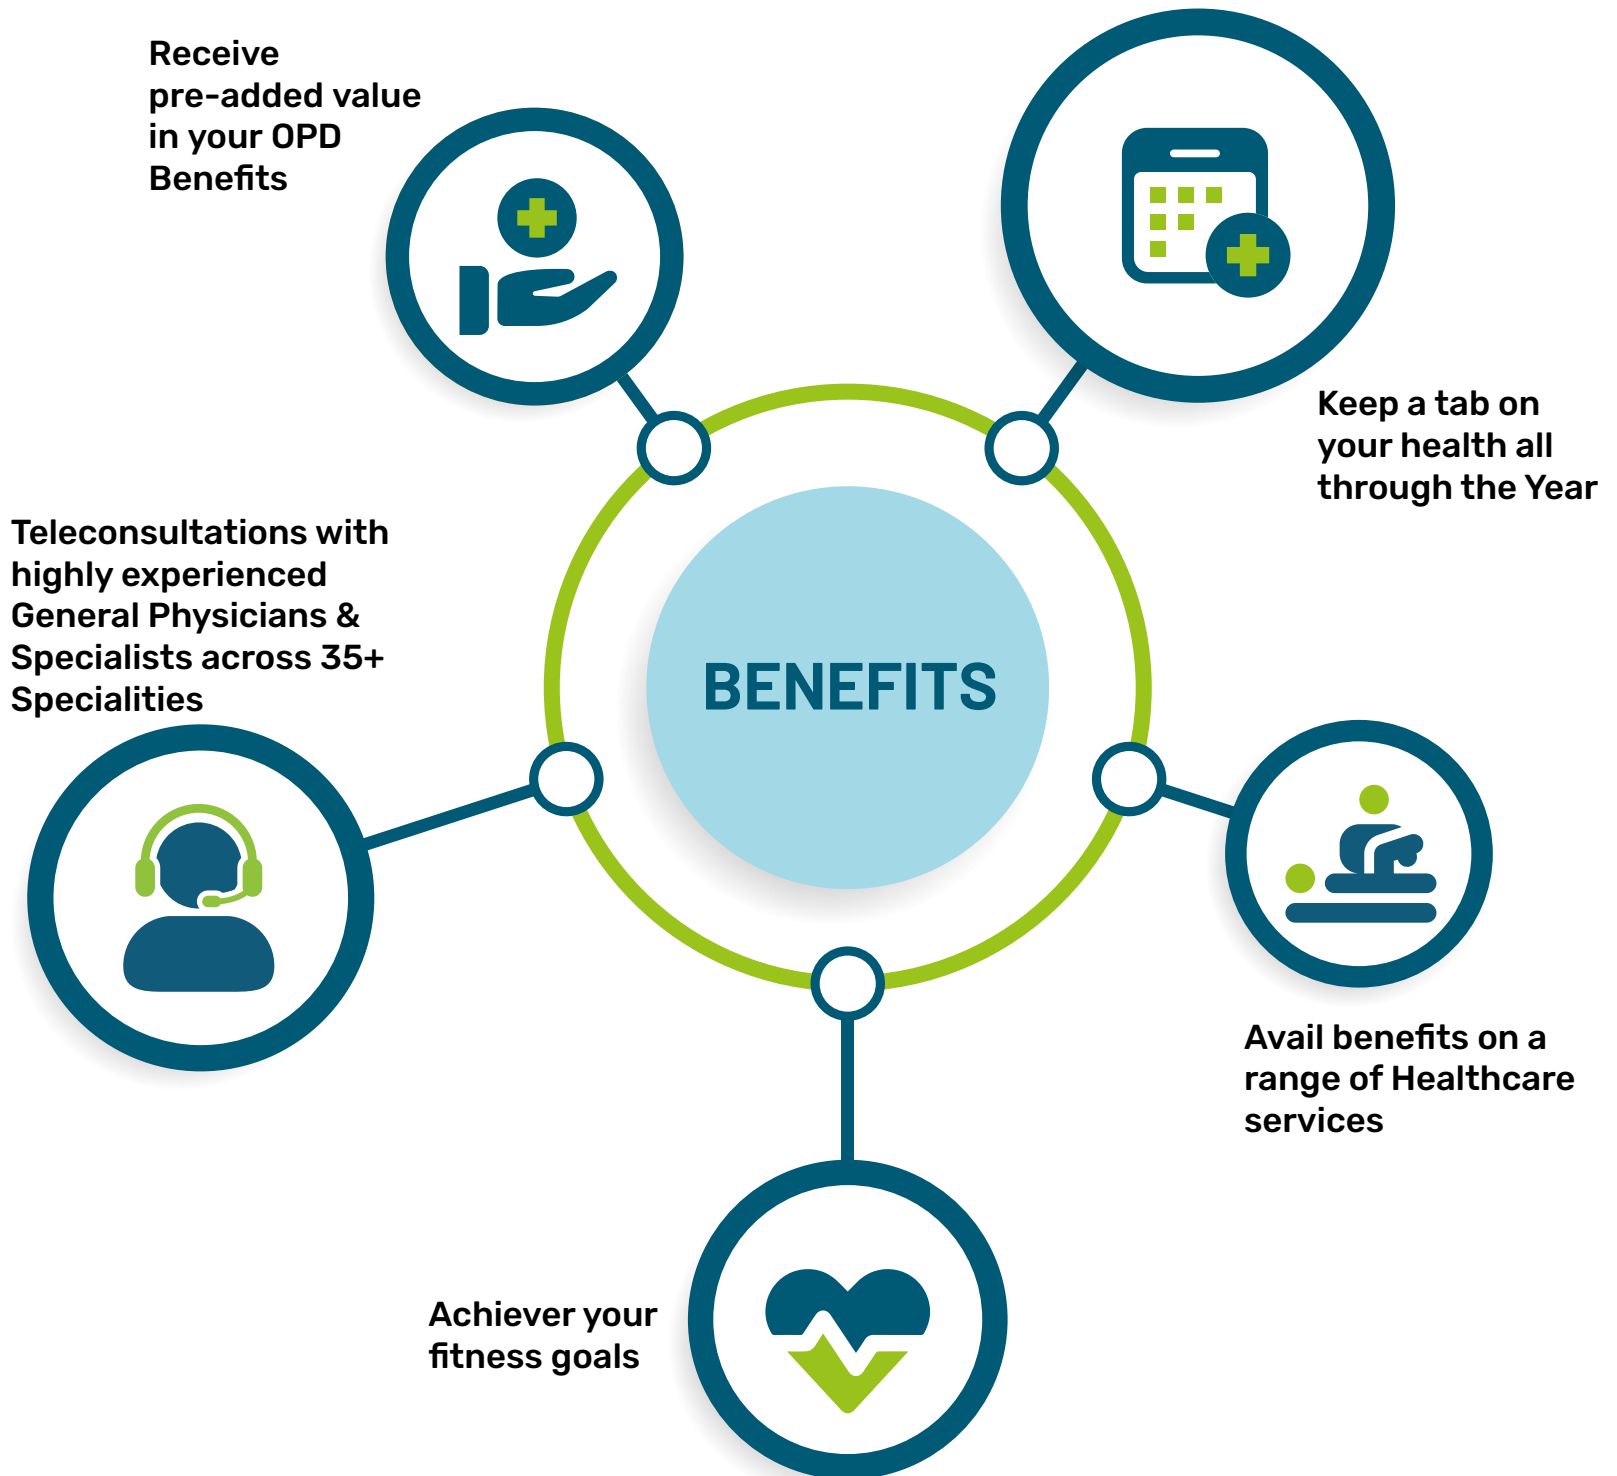 Receive
pre-added value
in your OPD
Benefits
Keep a tab on
your health all
through the Year
Teleconsultations with
highly experienced
General Physicians &
Specialists across 35+
Specialities
BENEFITS
Avail benefits on a
range of Healthcare
services
Achiever your
fitness goals